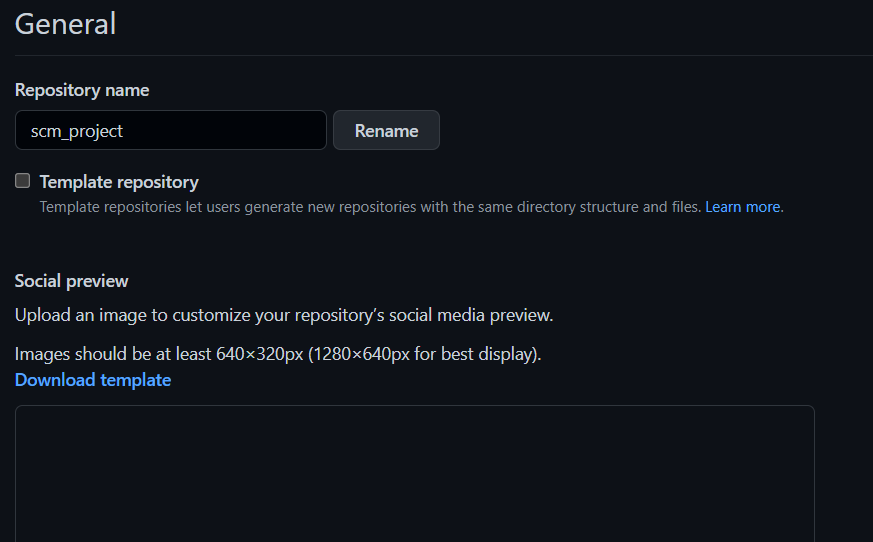 General
Repository name
scm_project
Rename
Template repository
Template repositories let users generate new repositories with the same directory structure and files. Learn more.
Social preview
Upload an image to customize your repository’s social media preview.
Images should be at least 640×320px (1280×640px for best display).
Download template